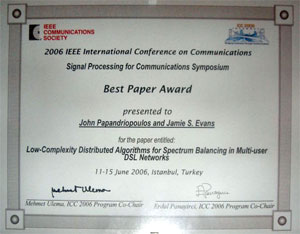 IEEE
COMMUNICATIONS
SOCIETY
2006 IEEE International Conference on Communications
Signal Processing for Communications Symposium
Best Paper Award
presented to
John Papandriopoulos and Jamie S. Evans
for the paper entitled:
Low-Complexity Distributed Algorithms for Spectrum Balancing in Multi-user
DSL Networks
11-15 June 2006, Istanbul, Turkey
Mehmet Ulema
Mehmet Ulema, ICC 2006 Program Co-Chair
Erdal Panayirci, ICC 2006 Program Co-Chair